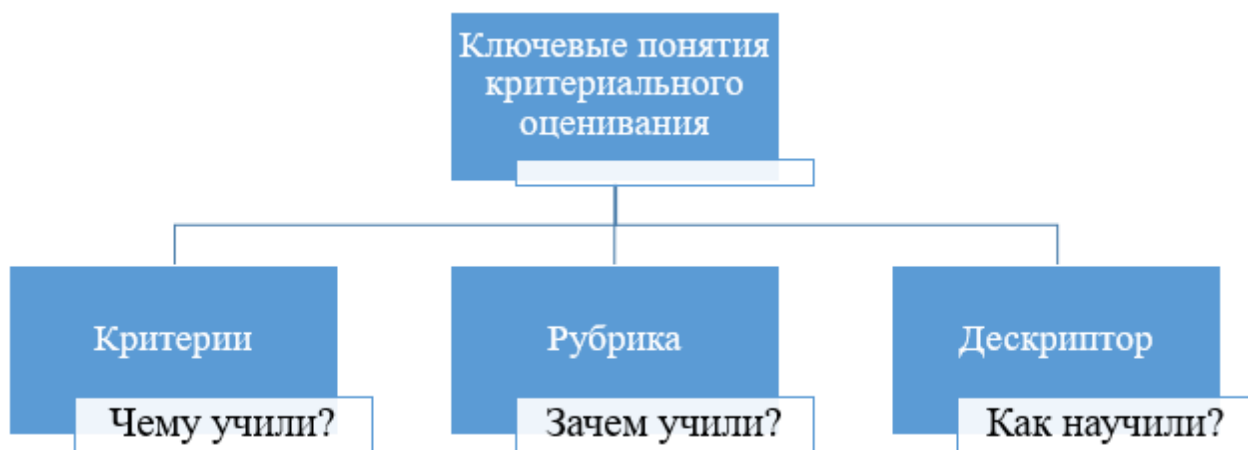 Ключевые понятия
критериального
оценивания
Критерии
Чему учили?
Рубрика
Зачем учили?
Дескриптор
Как научили?